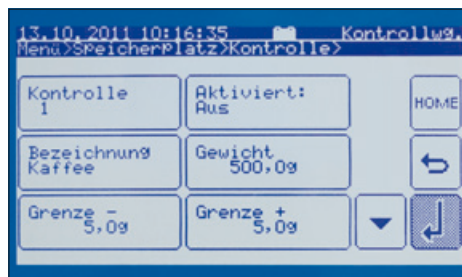 13.10.2011 10:16:35 Kontrollwg.
Menü>Speicherplatz>Kontrolle>
Kontrolle
1
Aktiviert:
Aus
HOME
Bezeichnung
Kaffee
Gewicht
500,0g
Grenze -
5,0g
Grenze +
5,0g